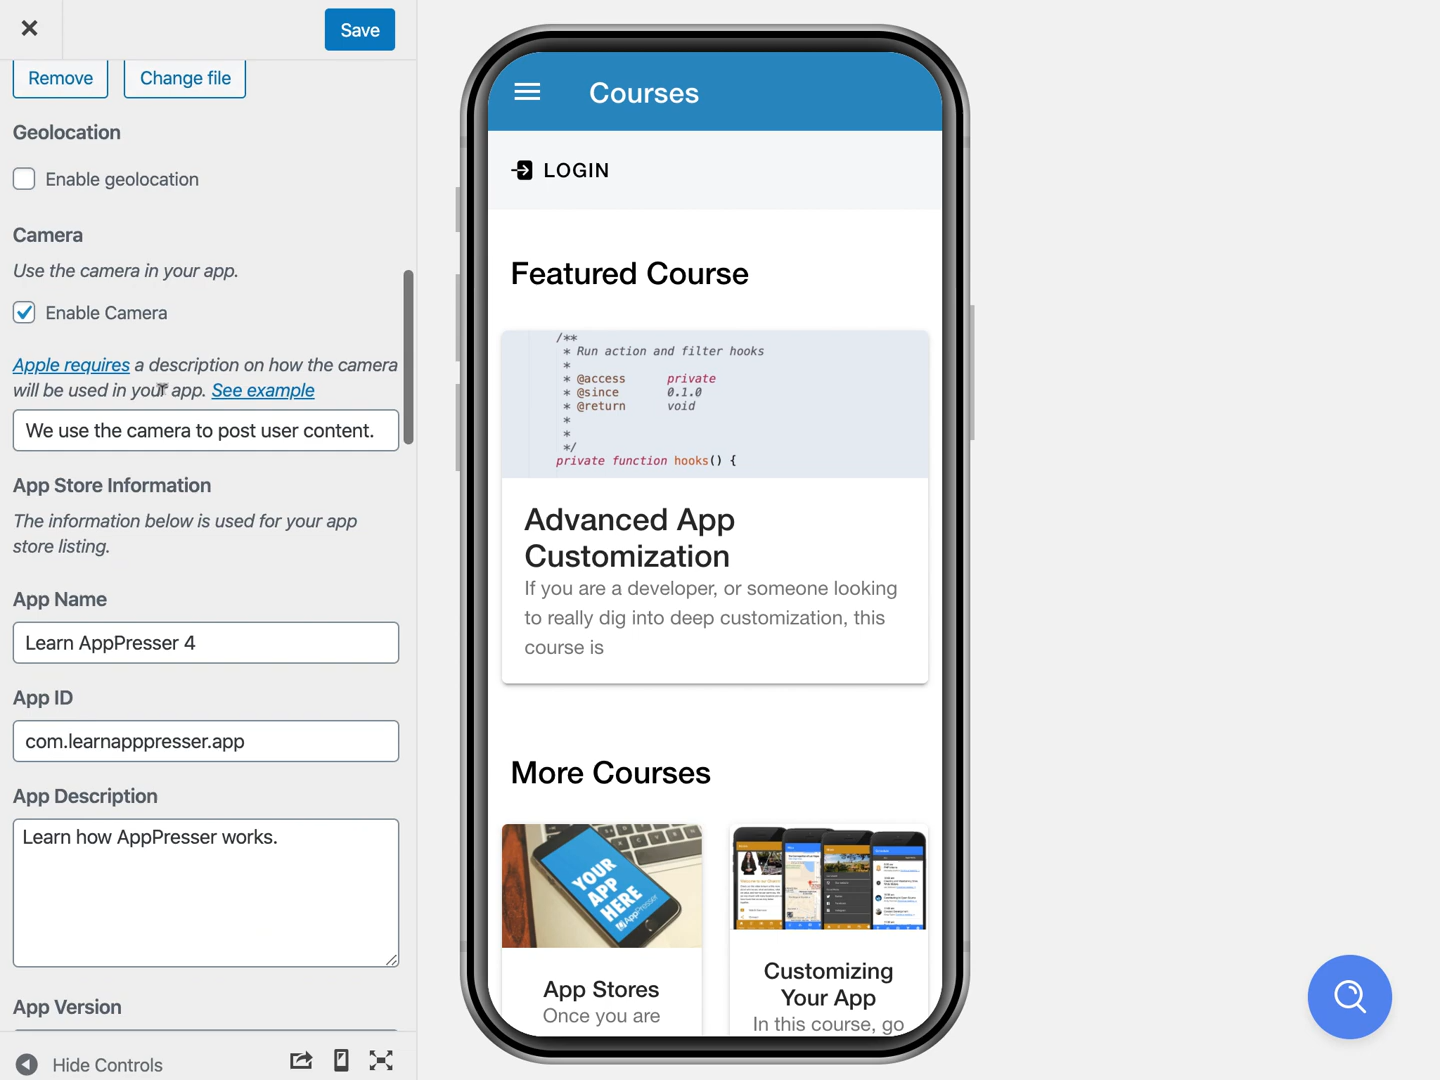 Save
Remove
Change file
Geolocation
Enable geolocation
Camera
Use the camera in your app.
Enable Camera
Apple requires a description on how the camera
will be used in your app. See example
We use the camera to post user content.
App Store Information
The information below is used for your app
store listing.
App Name
Learn AppPresser 4
App ID
com.learnapppresser.app
App Description
Learn how AppPresser works.
App Version
Hide Controls
Courses
LOGIN
Featured Course
/**
* Run action and filter hooks
*
* @access private
* @since 0.1.0
* @return void
*
*
*/
private function hooks() {
Advanced App
Customization
If you are a developer, or someone looking
to really dig into deep customization, this
course is
More Courses
YOUR
APP
HERE
AppPresser
App Stores
Once you are
Customizing
Your App
In this course, go